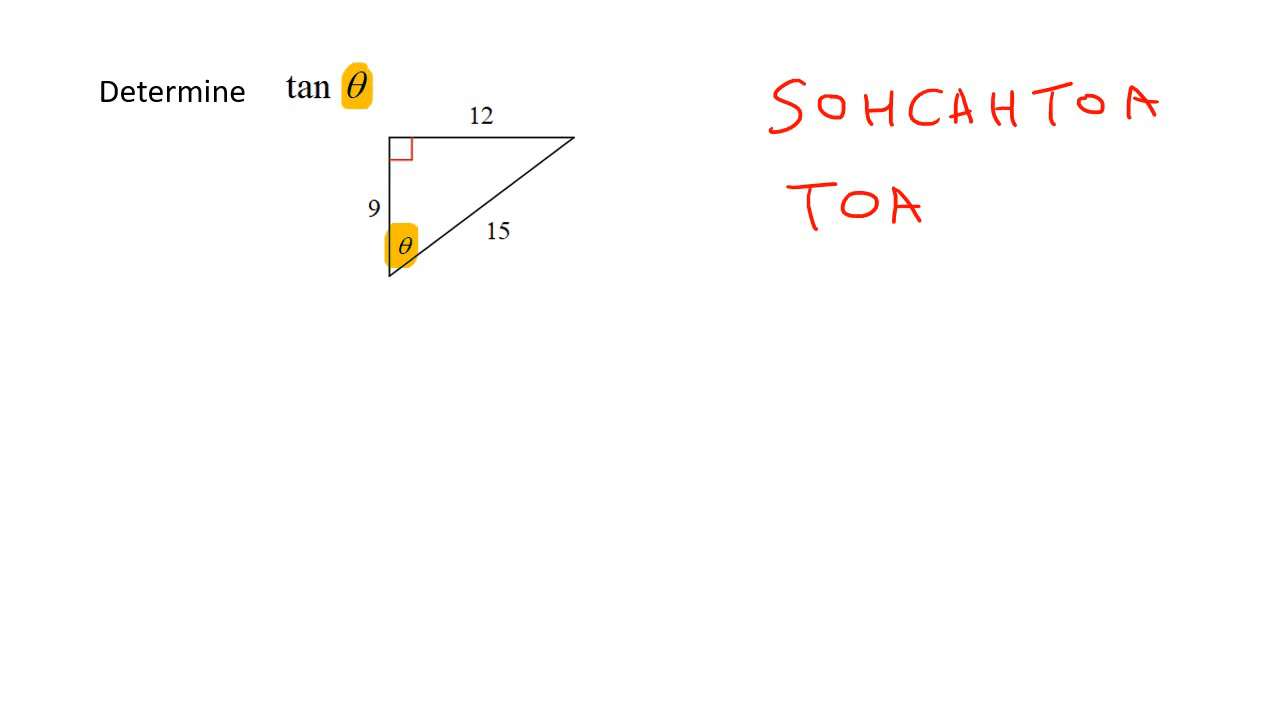 Determine tan θ
SOHCAHTOA
12
TOA
9
15
θ